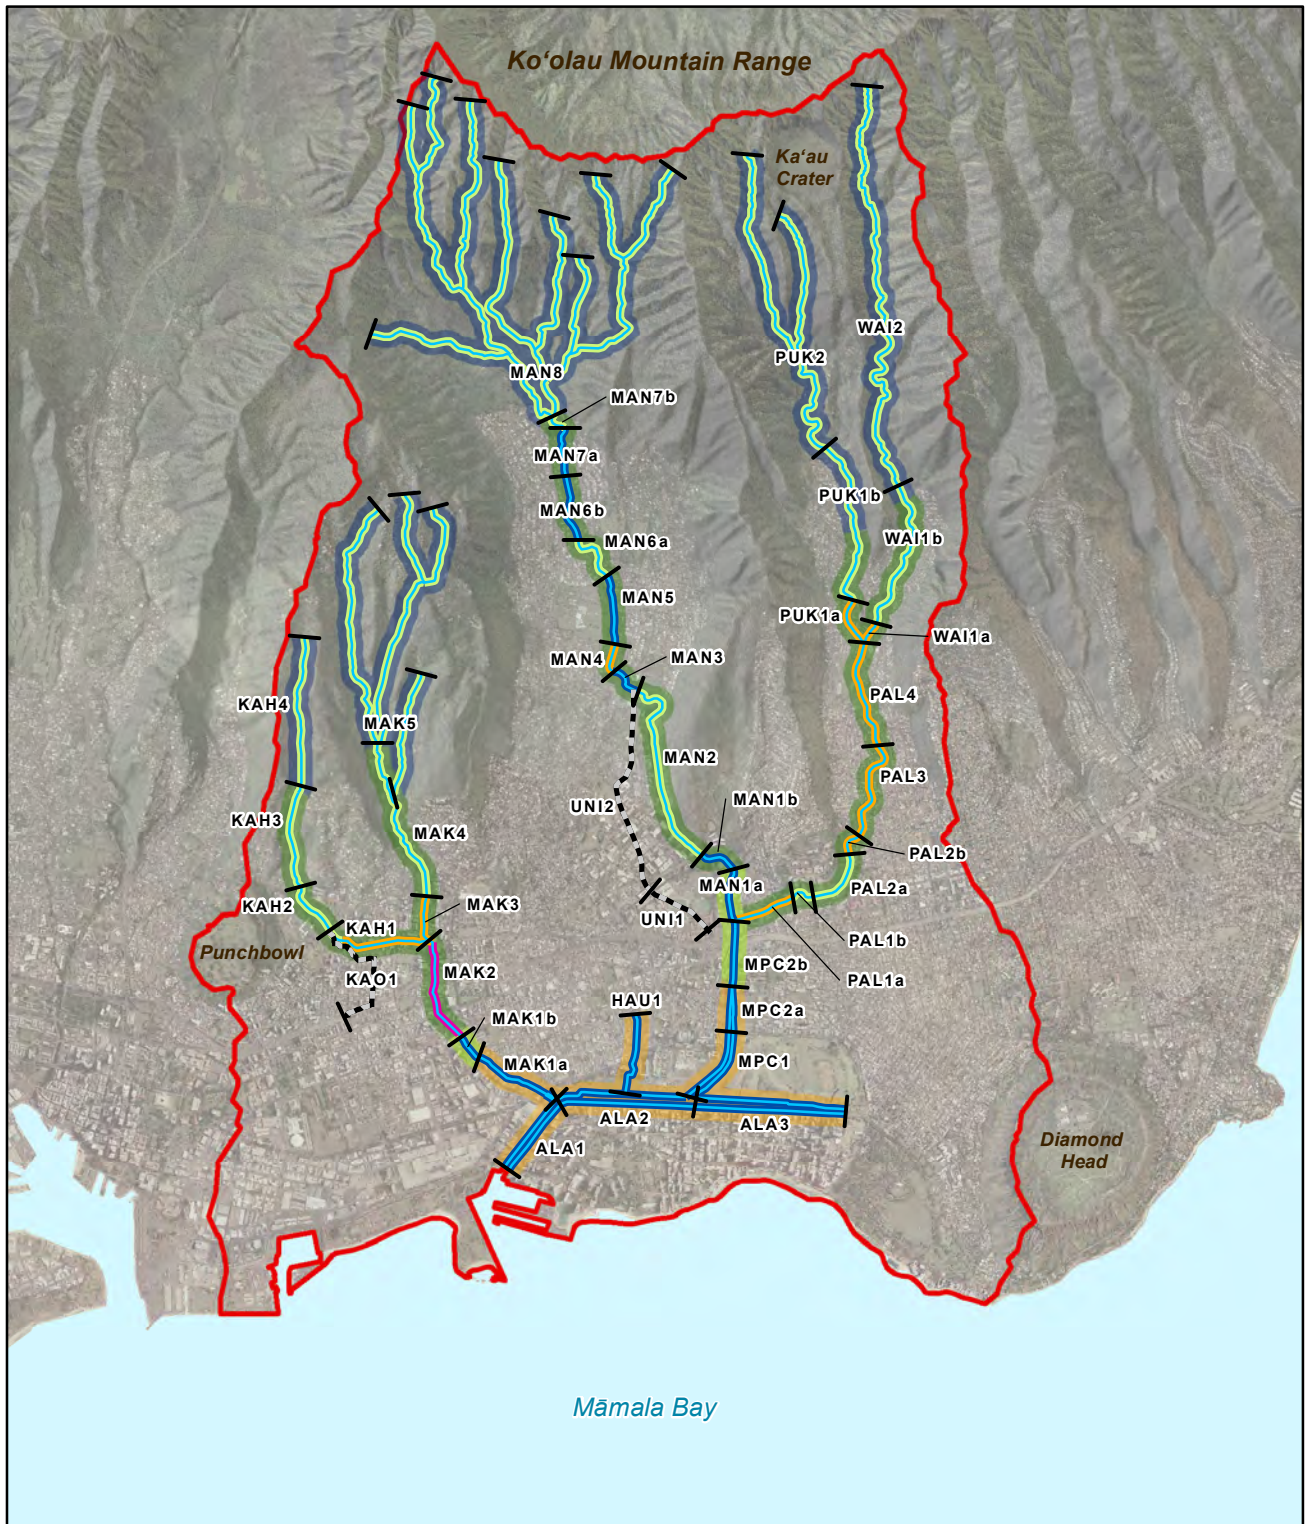 Ko‘olau Mountain Range
Ka‘au
Crater
WAI2
PUK2
MAN8
MAN7b
MAN7a
PUK1b
MAN6b
WAI1b
MAN6a
MAN5
PUK1a
WAI1a
MAN4
MAN3
PAL4
KAH4
MAK5
MAN2
PAL3
MAN1b
UNI2
KAH3
MAK4
PAL2b
MAN1a
PAL2a
KAH2
MAK3
UNI1
KAH1
PAL1b
Punchbowl
MPC2b
MAK2
KAO1
PAL1a
HAU1
MPC2a
MAK1b
MPC1
MAK1a
ALA2
ALA3
Diamond
Head
ALA1
Māmala Bay